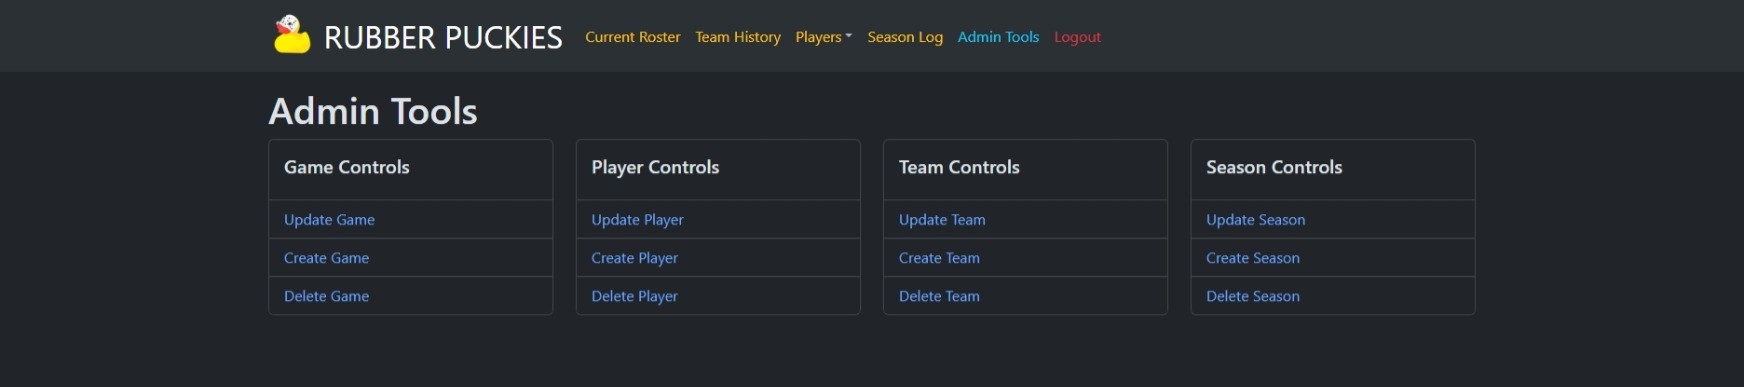 RUBBER PUCKIES Current Roster Team History Players Season Log Admin Tools Logout
Admin Tools
Game Controls Player Controls Team Controls Season Controls
Update Game Update Player Update Team Update Season
Create Game Create Player Create Team Create Season
Delete Game Delete Player Delete Team Delete Season